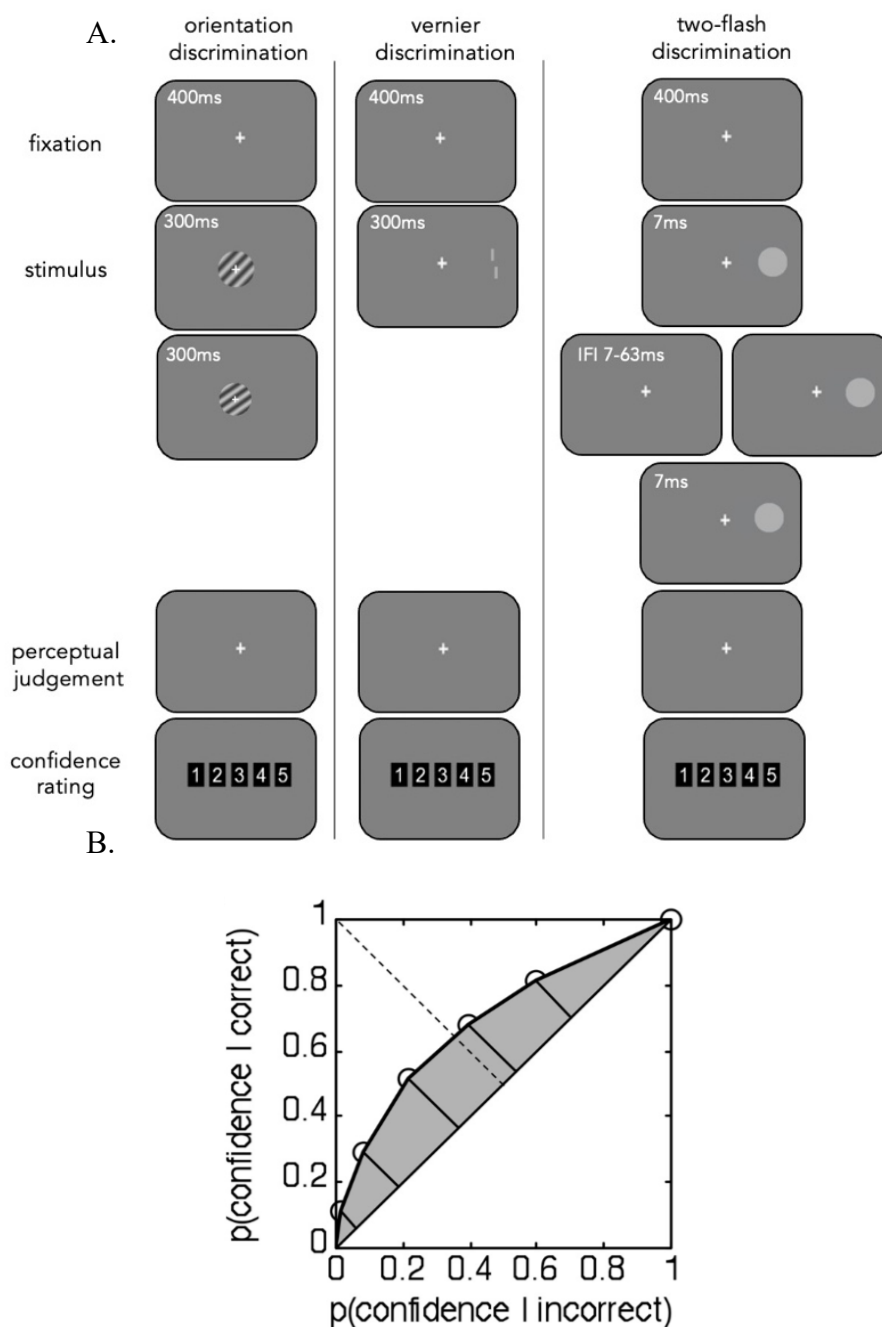 A.
orientation
discrimination
vernier
discrimination
two-flash
discrimination
fixation
400ms
400ms
400ms
stimulus
300ms
300ms
7ms
300ms
IFI 7-63ms
7ms
perceptual
judgement
confidence
rating
1 2 3 4 5
1 2 3 4 5
1 2 3 4 5
B.
p(confidence | correct)
1
0.8
0.6
0.4
0.2
0
0 0.2 0.4 0.6 0.8 1
p(confidence | incorrect)